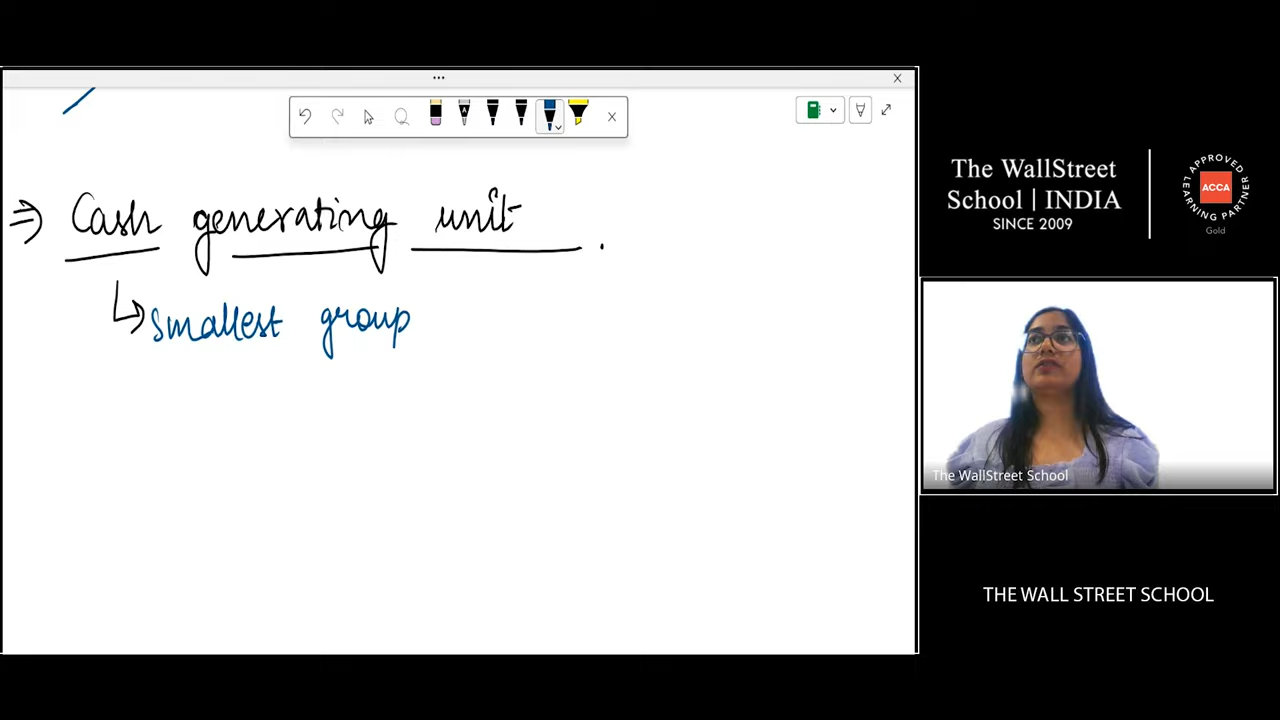 ⇒ Cash generating unit.
↳ smallest group
The WallStreet
School | INDIA
SINCE 2009
APPROVED
ACCA
LEARNING PARTNER
Gold
The WallStreet School
THE WALL STREET SCHOOL